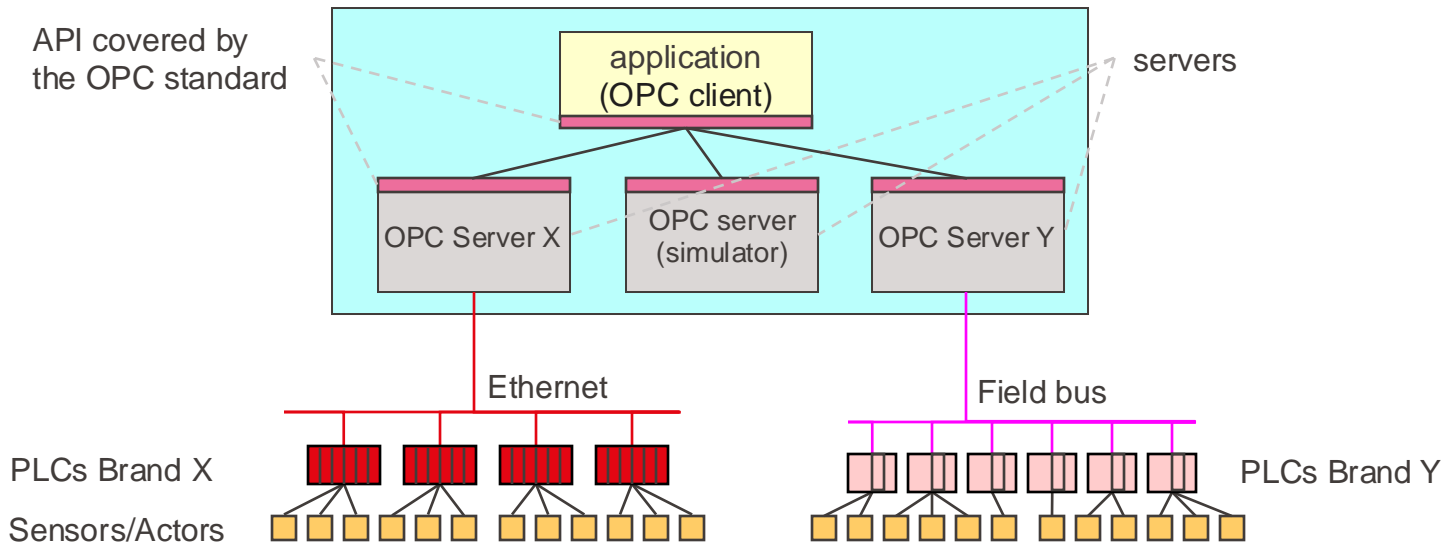 API covered by
the OPC standard
application
(OPC client)
servers
OPC Server X
OPC server
(simulator)
OPC Server Y
Ethernet
Field bus
PLCs Brand X
PLCs Brand Y
Sensors/Actors